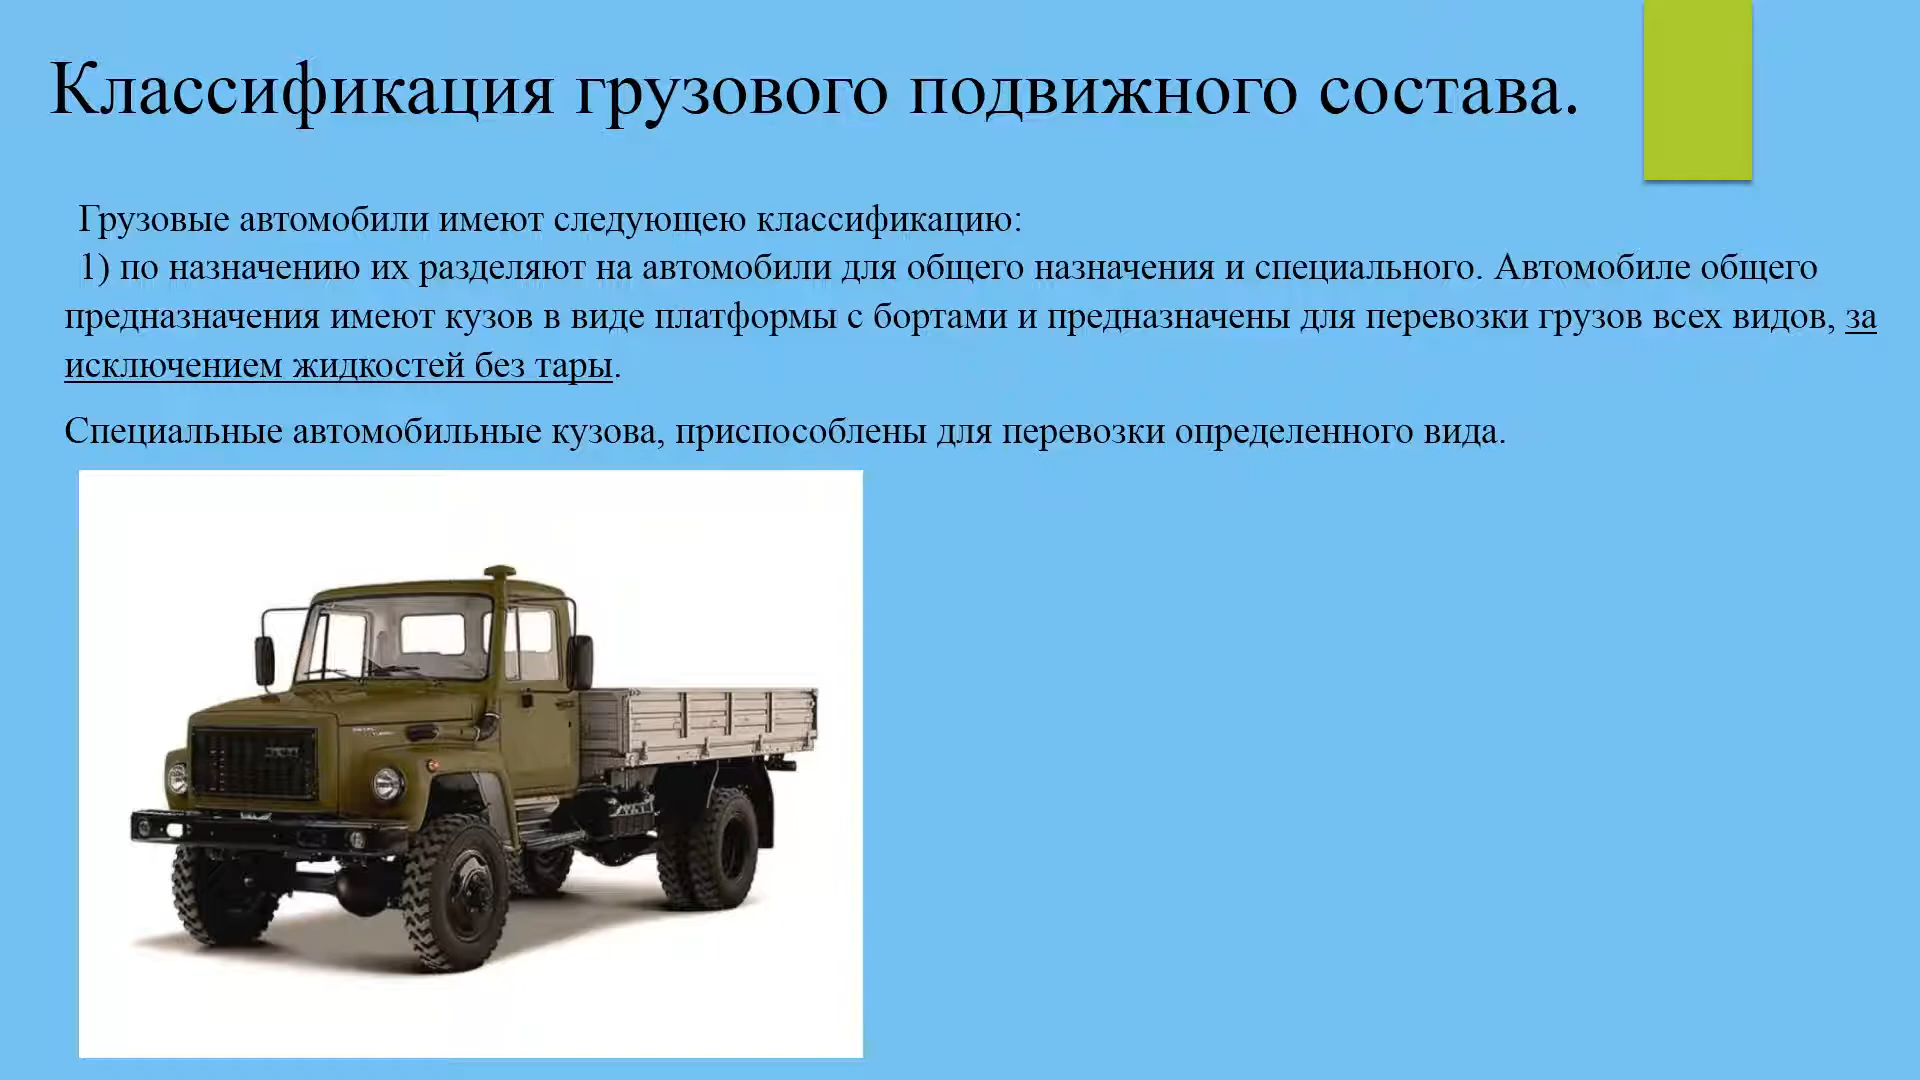 Классификация грузового подвижного состава.
Грузовые автомобили имеют следующею классификацию:
1) по назначению их разделяют на автомобили для общего назначения и специального. Автомобиле общего
предназначения имеют кузов в виде платформы с бортами и предназначены для перевозки грузов всех видов, за
исключением жидкостей без тары.
Специальные автомобильные кузова, приспособлены для перевозки определенного вида.